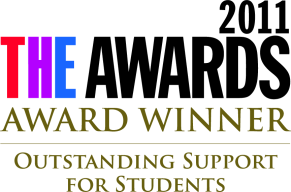 2011
THE AWARDS
AWARD WINNER
OUTSTANDING SUPPORT
FOR STUDENTS